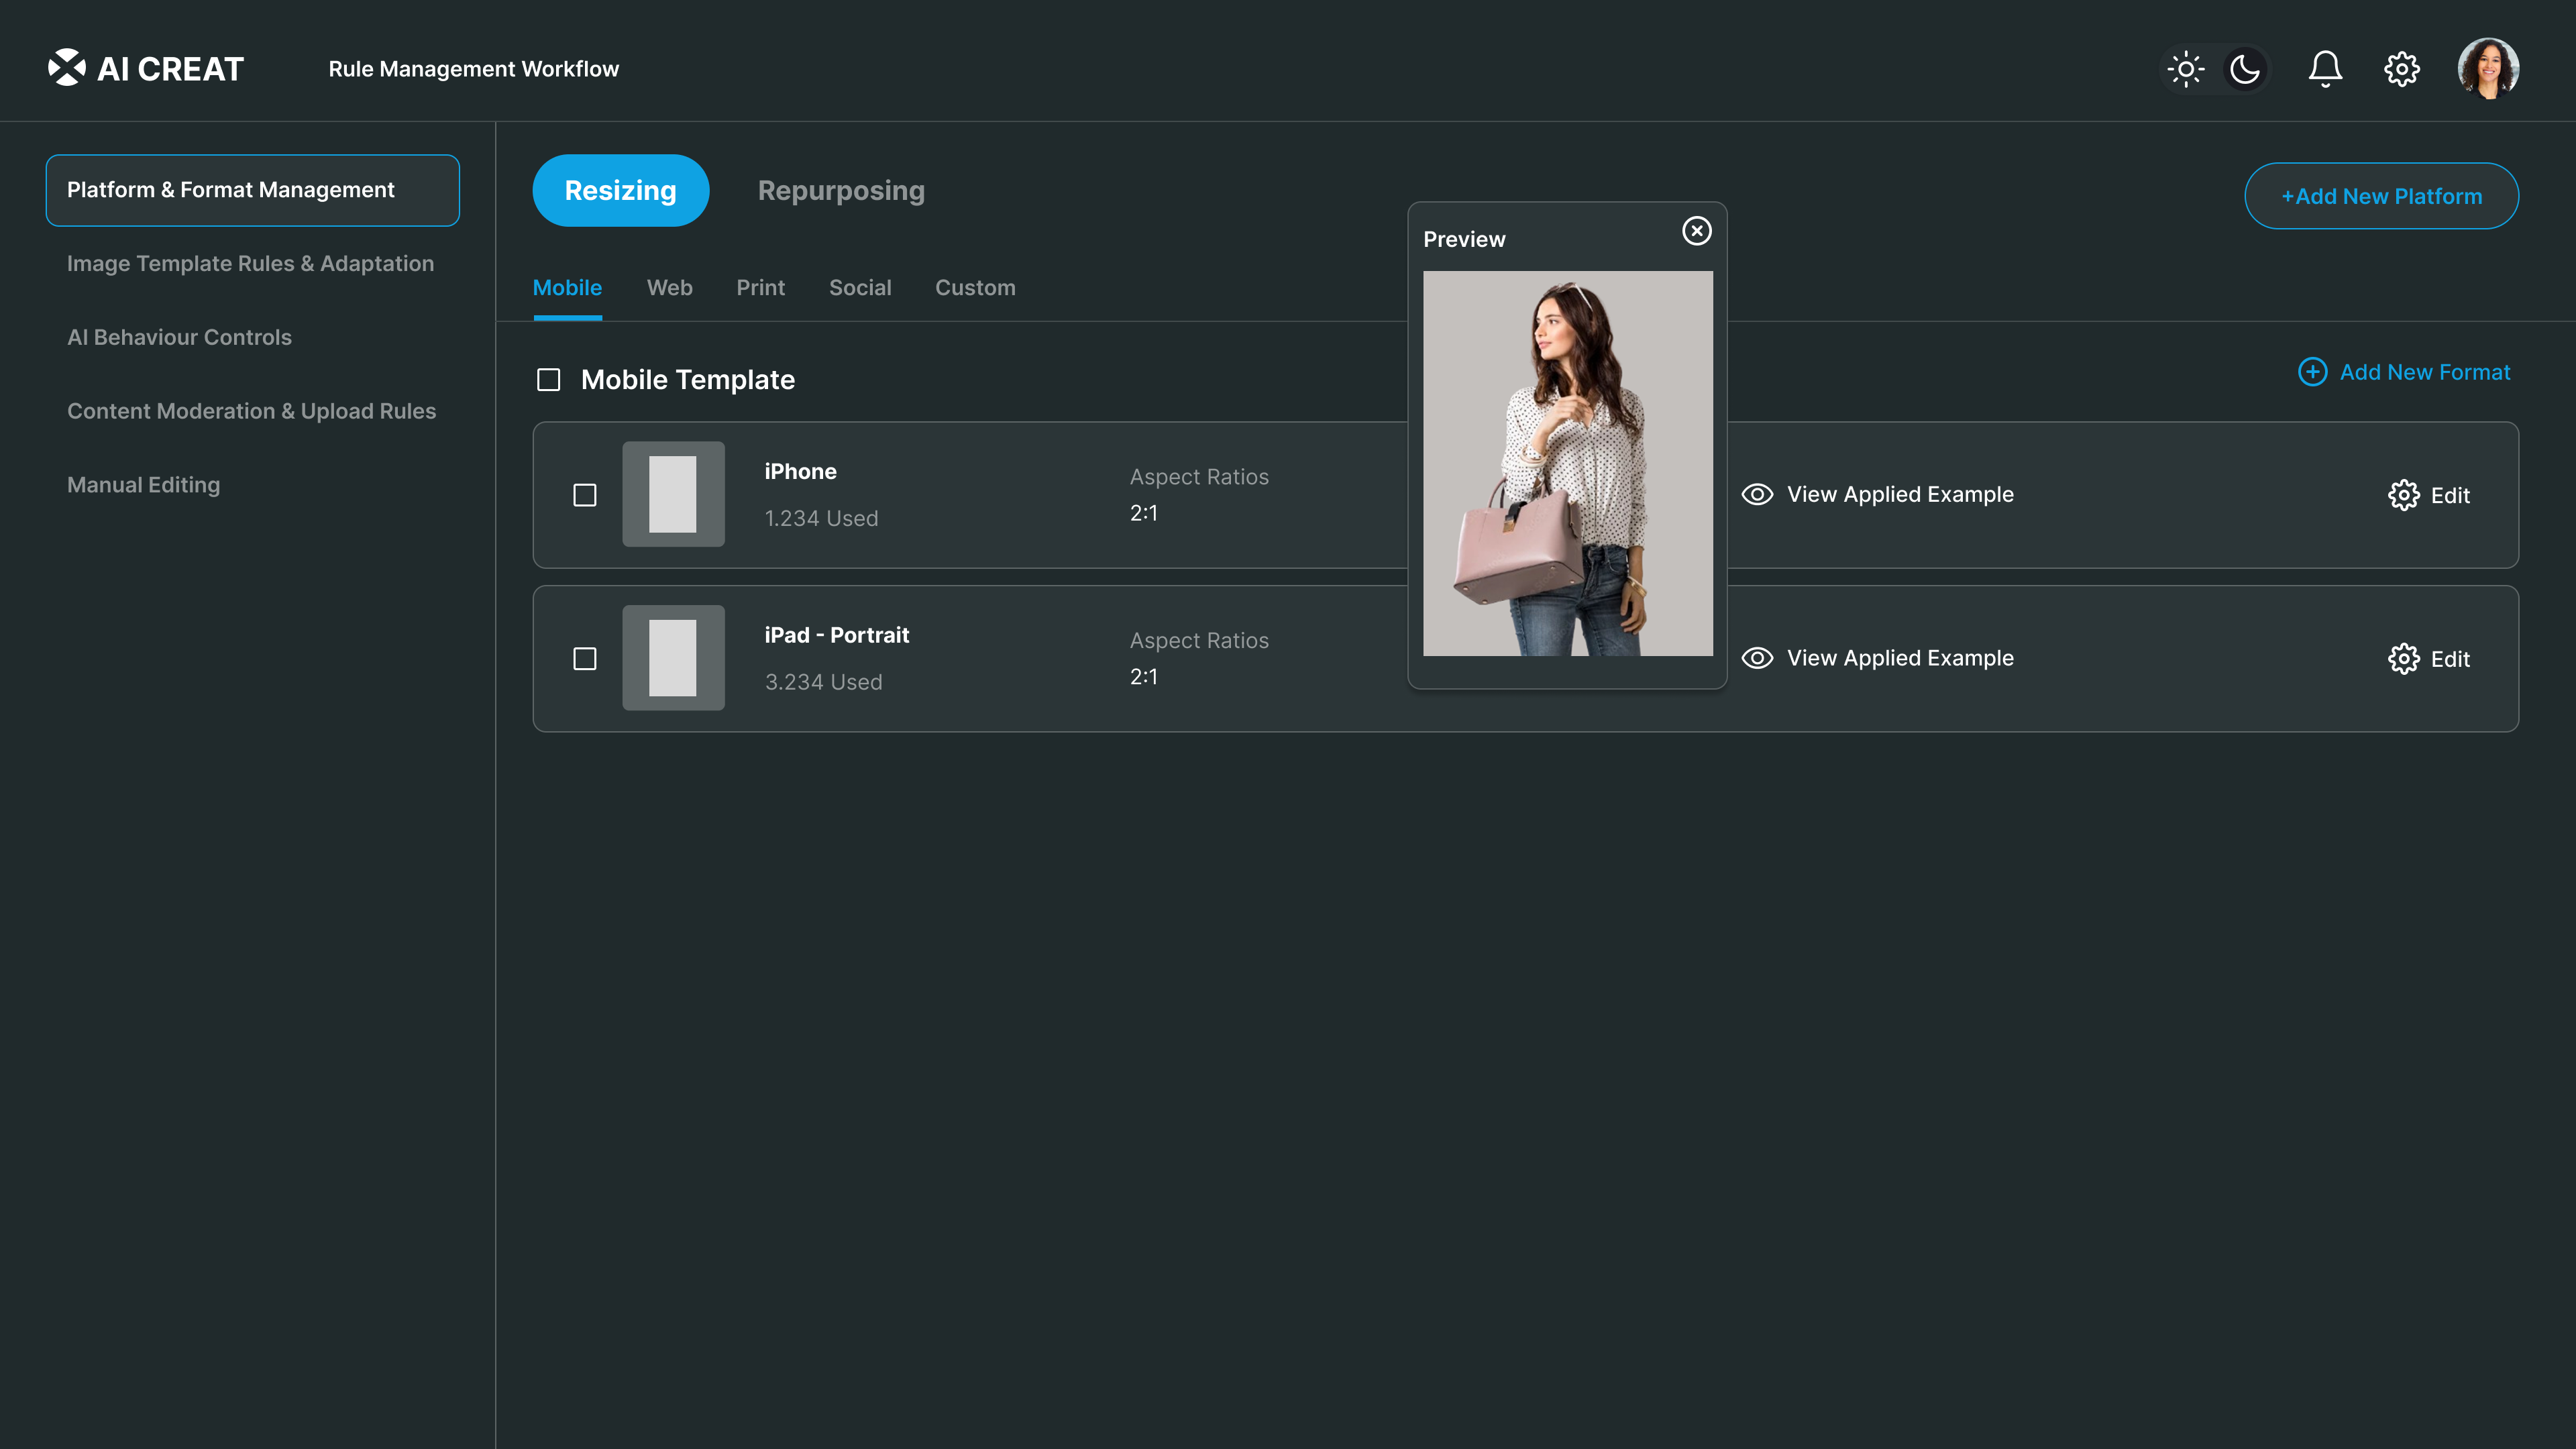 AI CREAT
Rule Management Workflow
Platform & Format Management
Image Template Rules & Adaptation
AI Behaviour Controls
Content Moderation & Upload Rules
Manual Editing
Resizing
Repurposing
+Add New Platform
Mobile
Web
Print
Social
Custom
Preview
Mobile Template
Add New Format
iPhone
1.234 Used
Aspect Ratios
2:1
View Applied Example
Edit
iPad - Portrait
3.234 Used
Aspect Ratios
2:1
View Applied Example
Edit